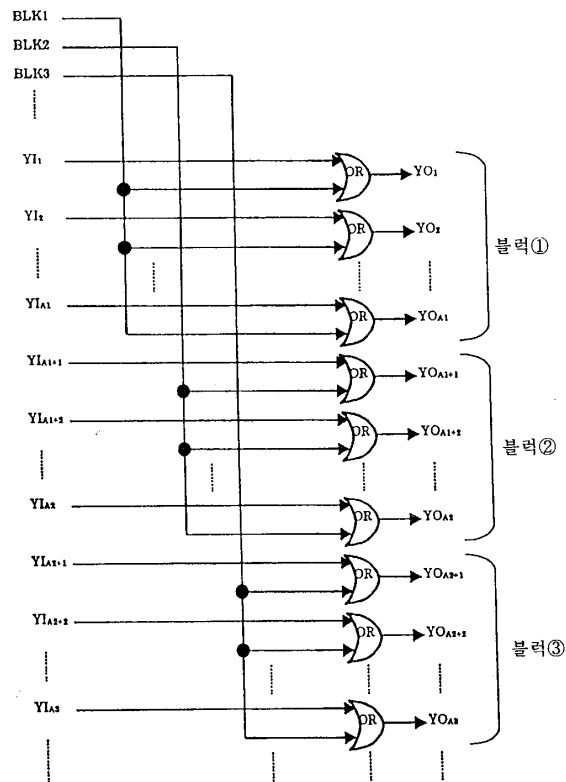 BLK1
BLK2
BLK3
YI1 OR YO1
YI2 OR YO2
블럭①
YIA1 OR YOA1
YIA1+1 OR YOA1+1
YIA1+2 OR YOA1+2
블럭②
YIA2 OR YOA2
YIA2+1 OR YOA2+1
YIA2+2 OR YOA2+2
블럭③
YIA3 OR YOA3